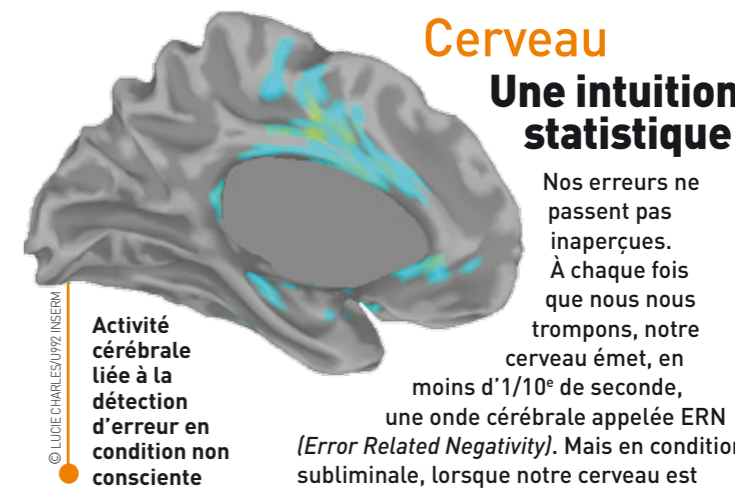 Cerveau
Une intuition
statistique
Nos erreurs ne
passent pas
inaperçues.
À chaque fois
que nous nous
trompons, notre
cerveau émet, en
moins d’1/10e de seconde,
une onde cérébrale appelée ERN
(Error Related Negativity). Mais en condition
subliminale, lorsque notre cerveau est
© LUCIE CHARLES/U992 INSERM
Activité
cérébrale
liée à la
détection
d’erreur en
condition non
consciente